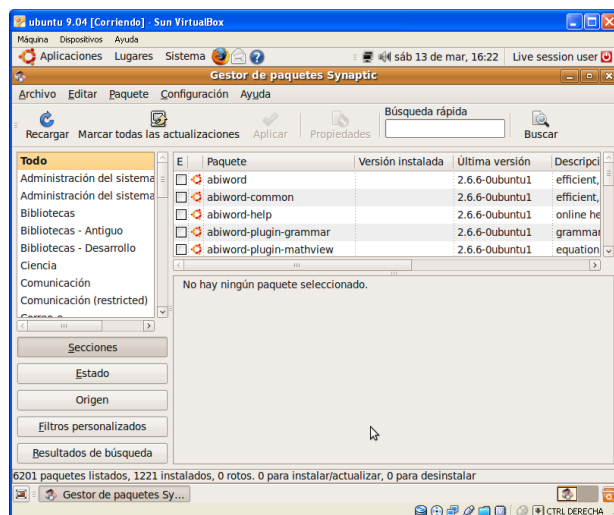 ubuntu 9.04 [Corriendo] - Sun VirtualBox
Máquina Dispositivos Ayuda
Aplicaciones Lugares Sistema sáb 13 de mar, 16:22 Live session user
Gestor de paquetes Synaptic
Archivo Editar Paquete Configuración Ayuda
Búsqueda rápida
Recargar Marcar todas las actualizaciones Aplicar Propiedades Buscar
Todo
Administración del sistema
Administración del sistema
Bibliotecas
Bibliotecas - Antiguo
Bibliotecas - Desarrollo
Ciencia
Comunicación
Comunicación (restricted)
E Paquete Versión instalada Última versión Descripci
abiword 2.6.6-0ubuntu1 efficient,
abiword-common 2.6.6-0ubuntu1 efficient,
abiword-help 2.6.6-0ubuntu1 online he
abiword-plugin-grammar 2.6.6-0ubuntu1 grammar
abiword-plugin-mathview 2.6.6-0ubuntu1 equation
No hay ningún paquete seleccionado.
Secciones
Estado
Origen
Filtros personalizados
Resultados de búsqueda
6201 paquetes listados, 1221 instalados, 0 rotos. 0 para instalar/actualizar, 0 para desinstalar
Gestor de paquetes Sy...
CTRL DERECHA